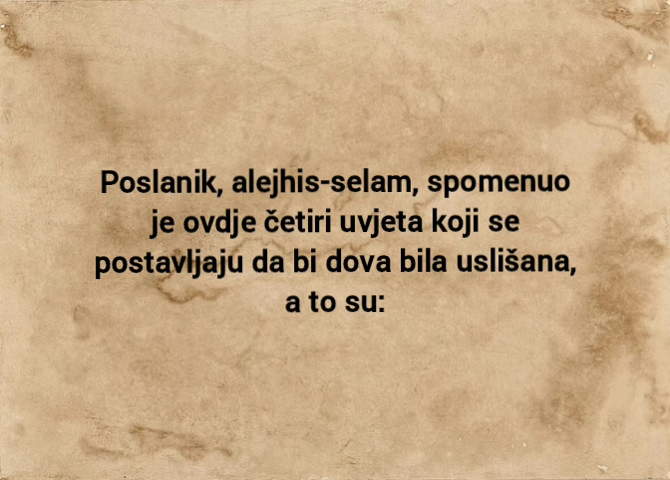 Poslanik, alejhis-selam, spomenuo
je ovdje četiri uvjeta koji se
postavljaju da bi dova bila uslišana,
a to su: